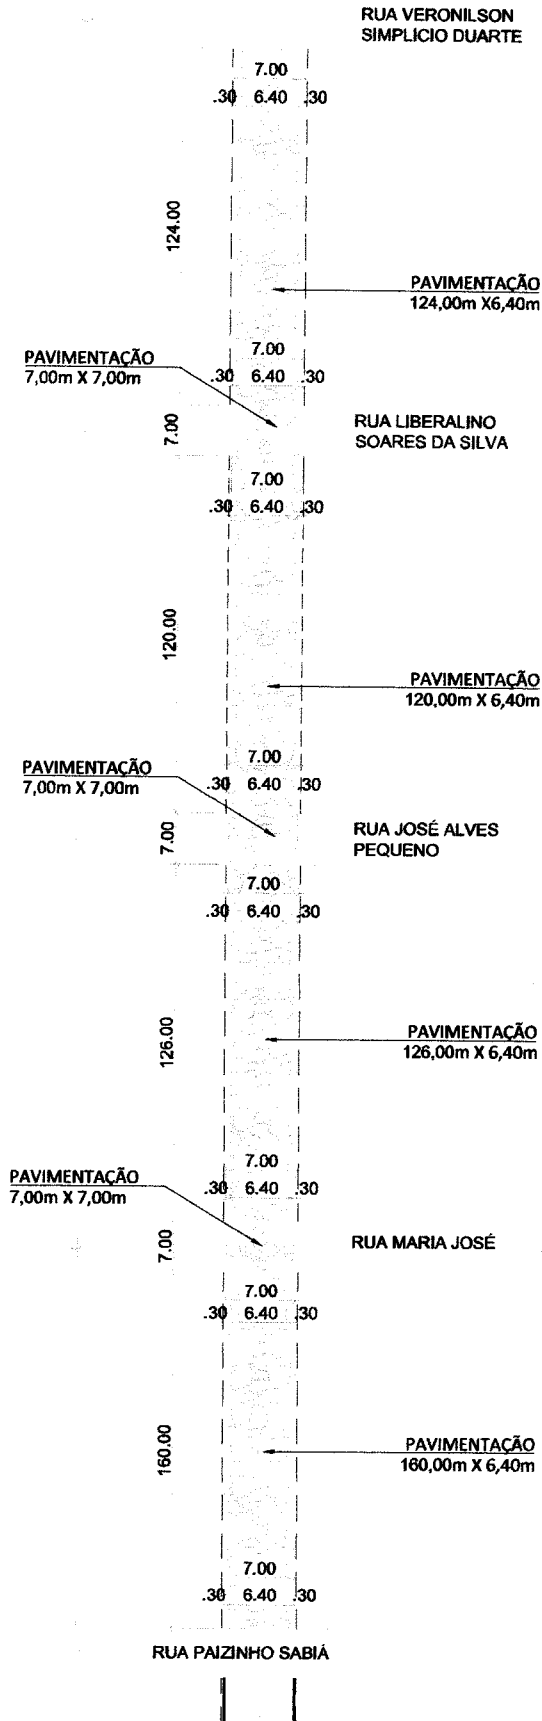 RUA VERONILSON
SIMPLICIO DUARTE
7.00
.30 6.40 .30
124.00
PAVIMENTAÇÃO
124,00m X6,40m
7.00
.30 6.40 .30
PAVIMENTAÇÃO
7,00m X 7,00m
7.00
RUA LIBERALINO
SOARES DA SILVA
7.00
.30 6.40 .30
120.00
PAVIMENTAÇÃO
120,00m X 6,40m
7.00
.30 6.40 .30
PAVIMENTAÇÃO
7,00m X 7,00m
7.00
RUA JOSÉ ALVES
PEQUENO
7.00
.30 6.40 .30
126.00
PAVIMENTAÇÃO
126,00m X 6,40m
7.00
.30 6.40 .30
PAVIMENTAÇÃO
7,00m X 7,00m
7.00
RUA MARIA JOSÉ
7.00
.30 6.40 .30
160.00
PAVIMENTAÇÃO
160,00m X 6,40m
7.00
.30 6.40 .30
RUA PAIZINHO SABIÁ